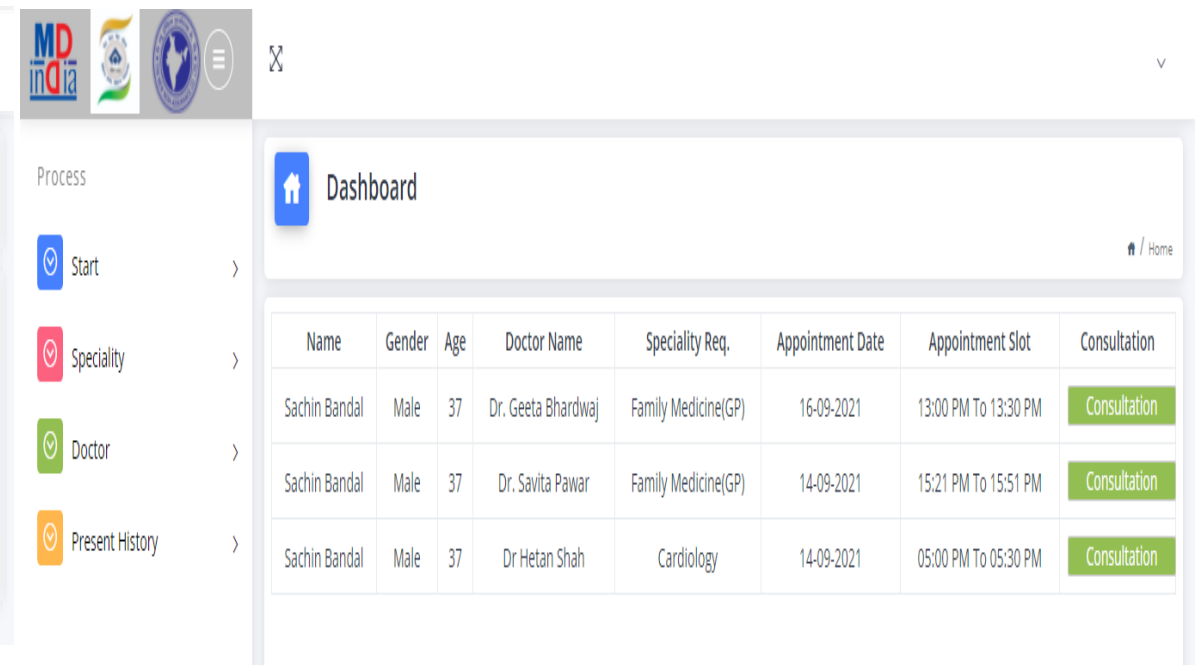 MD
inDia
Process
Start
Speciality
Doctor
Present History
Dashboard
/ Home
Name Gender Age Doctor Name Speciality Req. Appointment Date Appointment Slot Consultation
Sachin Bandal Male 37 Dr. Geeta Bhardwaj Family Medicine(GP) 16-09-2021 13:00 PM To 13:30 PM Consultation
Sachin Bandal Male 37 Dr. Savita Pawar Family Medicine(GP) 14-09-2021 15:21 PM To 15:51 PM Consultation
Sachin Bandal Male 37 Dr Hetan Shah Cardiology 14-09-2021 05:00 PM To 05:30 PM Consultation